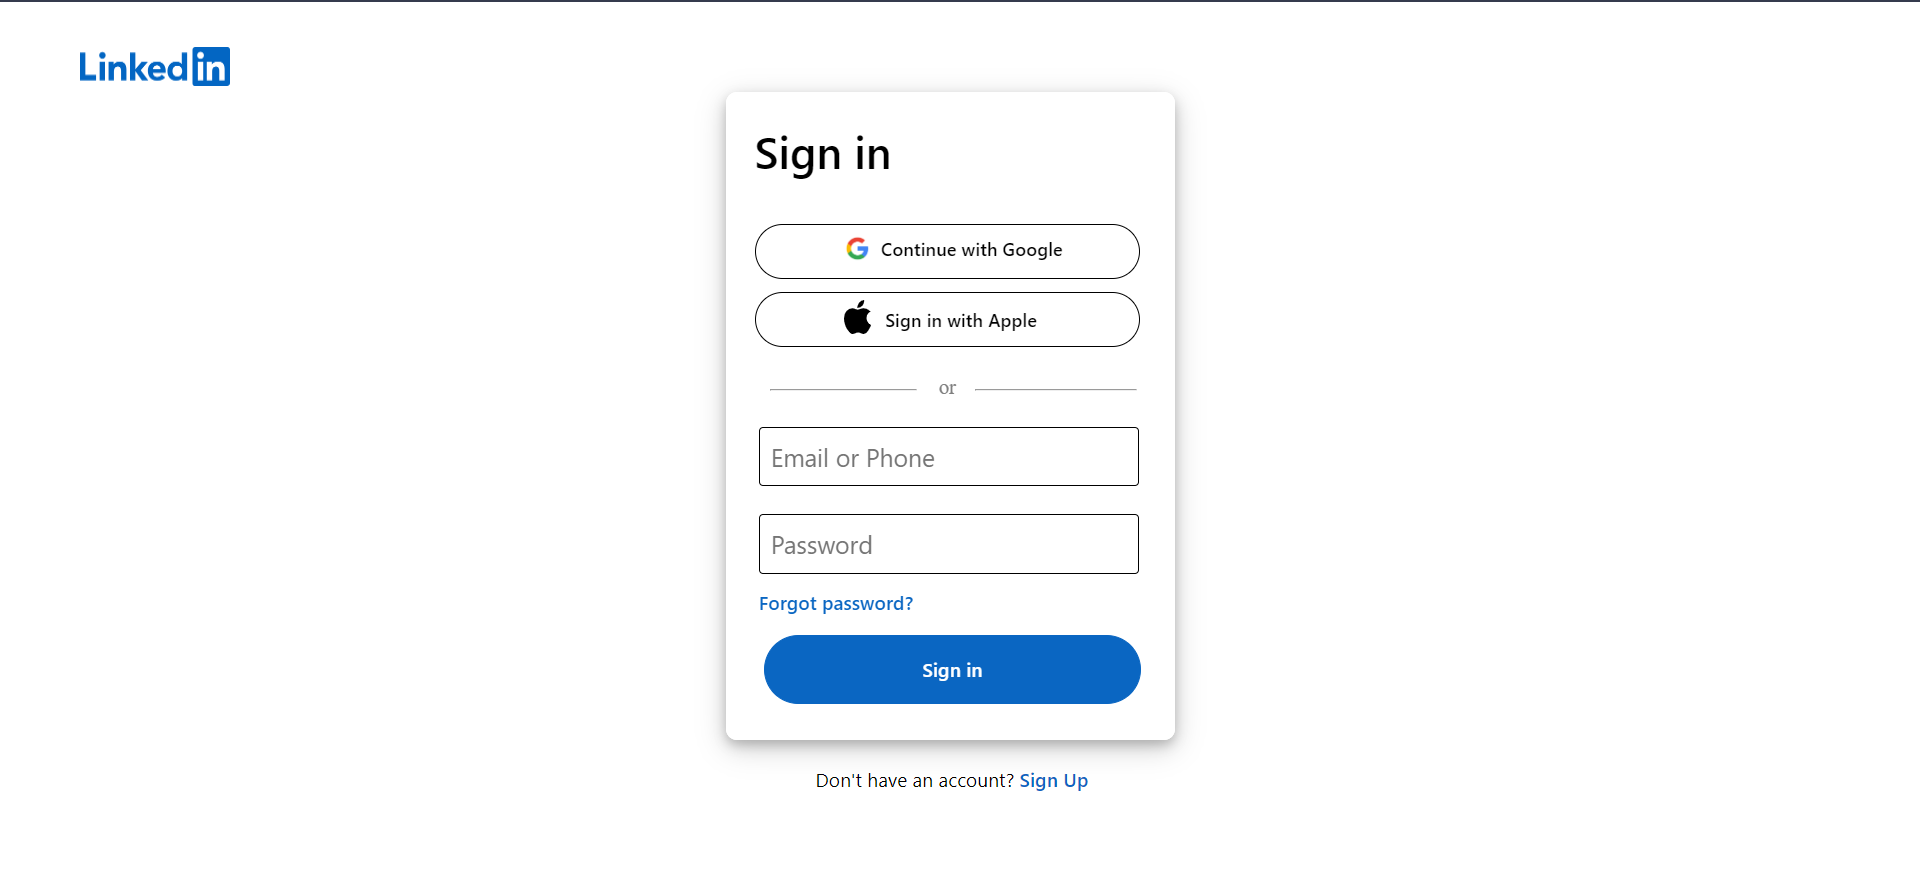 Linkedin
Sign in
Continue with Google
Sign in with Apple
or
Email or Phone
Password
Forgot password?
Sign in
Don't have an account? Sign Up